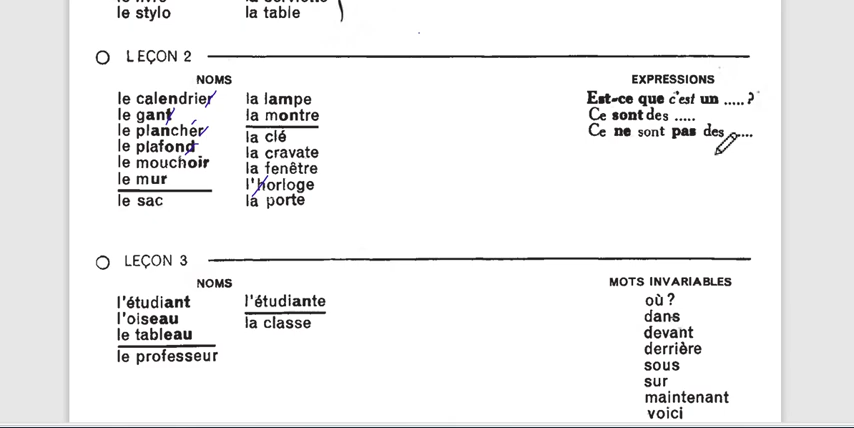 le stylo
la table
LEÇON 2
NOMS
le calendrier
le gant
le plancher
le plafond
le mouchoir
le mur
le sac
la lampe
la montre
la clé
la cravate
la fenêtre
l'horloge
la porte
EXPRESSIONS
Est-ce que c'est un .....?
Ce sont des .....
Ce ne sont pas des .....
LEÇON 3
NOMS
l'étudiant
l'oiseau
le tableau
le professeur
l'étudiante
la classe
MOTS INVARIABLES
où ?
dans
devant
derrière
sous
sur
maintenant
voici